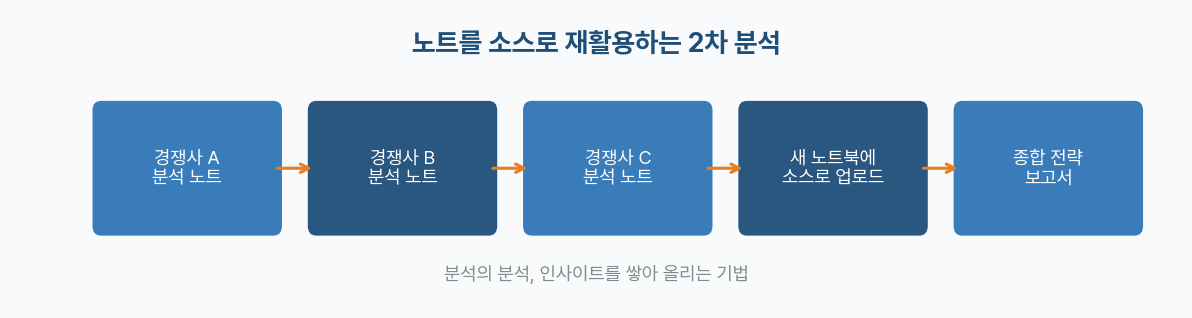 노트를 소스로 재활용하는 2차 분석
경쟁사 A
분석 노트
경쟁사 B
분석 노트
경쟁사 C
분석 노트
새 노트북에
소스로 업로드
종합 전략
보고서
분석의 분석, 인사이트를 쌓아 올리는 기법